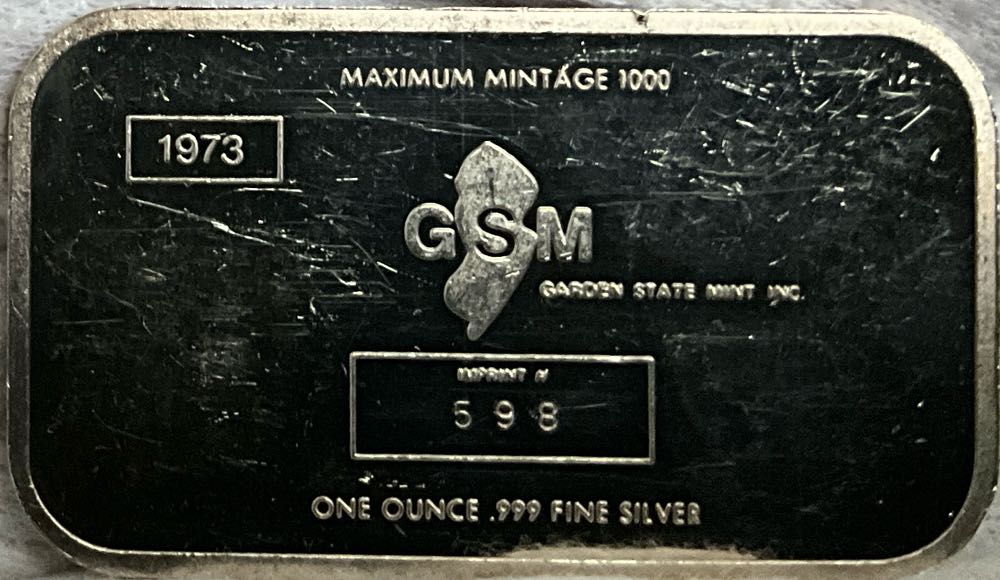 MAXIMUM MINTAGE 1000
1973
GSM
GARDEN STATE MINT INC.
IMPRINT #
598
ONE OUNCE .999 FINE SILVER